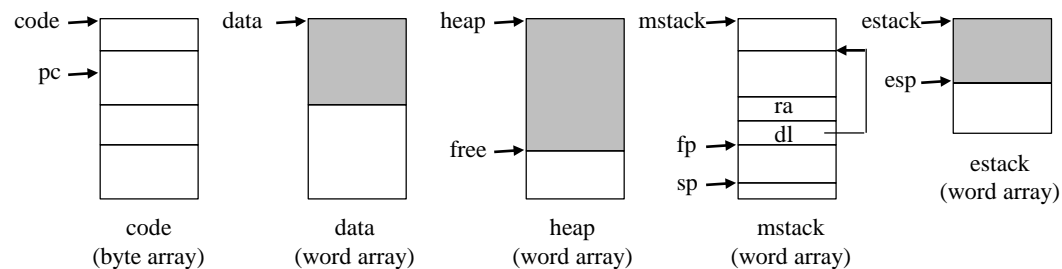 code
pc
code
(byte array)
data
data
(word array)
heap
free
heap
(word array)
mstack
ra
dl
fp
sp
mstack
(word array)
estack
esp
estack
(word array)